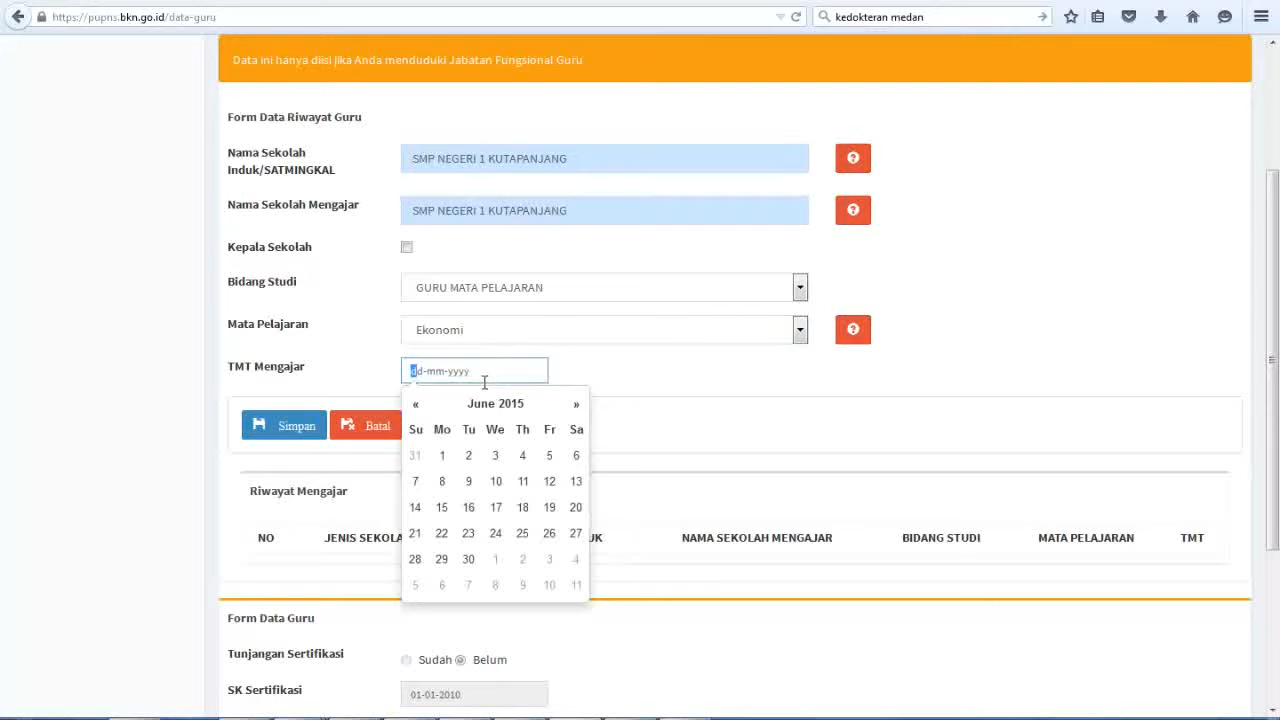 https://pupns.bkn.go.id/data-guru
kedokteran medan
Data ini hanya diisi Jika Anda menduduki Jabatan Fungsional Guru
Form Data Riwayat Guru
Nama Sekolah
Induk/SATMINGKAL
SMP NEGERI 1 KUTAPANJANG
Nama Sekolah Mengajar
SMP NEGERI 1 KUTAPANJANG
Kepala Sekolah
Bidang Studi
GURU MATA PELAJARAN
Mata Pelajaran
Ekonomi
TMT Mengajar
dd-mm-yyyy
« June 2015 »
Su Mo Tu We Th Fr Sa
31 1 2 3 4 5 6
7 8 9 10 11 12 13
14 15 16 17 18 19 20
21 22 23 24 25 26 27
28 29 30 1 2 3 4
5 6 7 8 9 10 11
Simpan Batal
Riwayat Mengajar
NO JENIS SEKOLA UK NAMA SEKOLAH MENGAJAR BIDANG STUDI MATA PELAJARAN TMT
Form Data Guru
Tunjangan Sertifikasi
Sudah Belum
SK Sertifikasi
01-01-2010